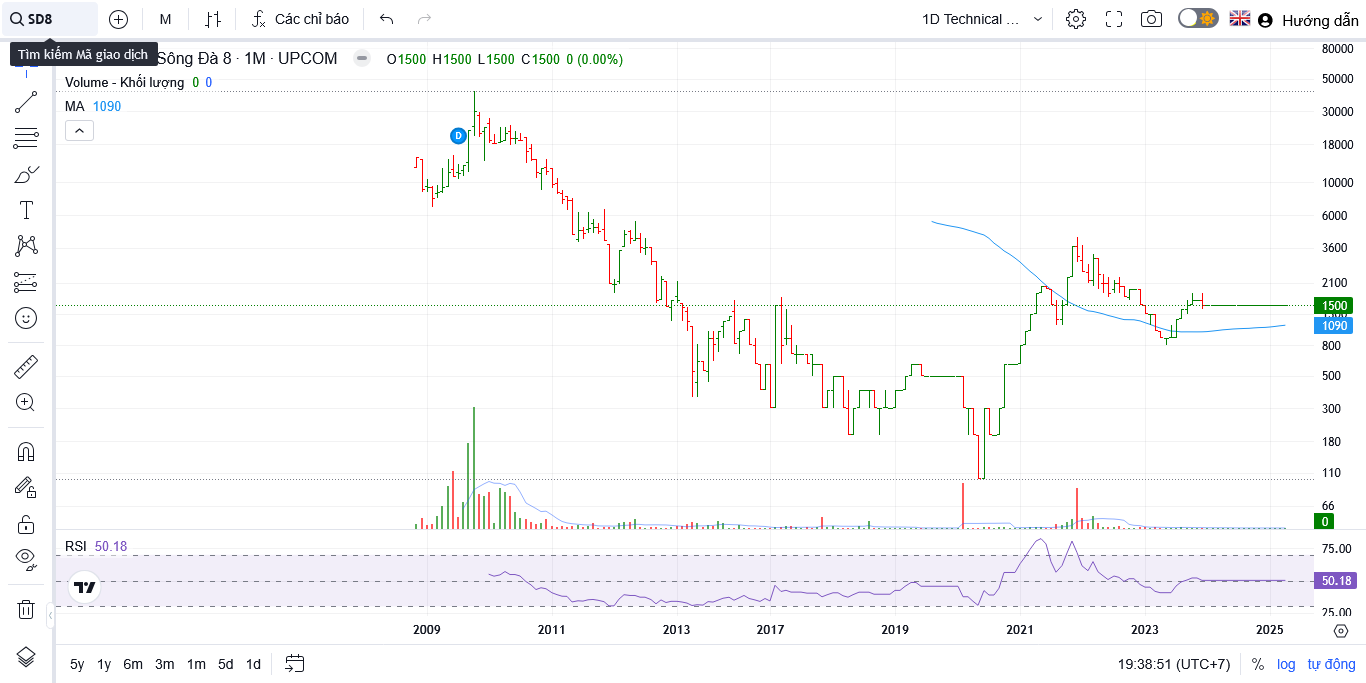 SD8
M
Các chỉ báo
1D Technical ...
Hướng dẫn
Tìm kiếm Mã giao dịch
Sông Đà 8 · 1M · UPCOM
O1500 H1500 L1500 C1500 0 (0.00%)
Volume - Khối lượng 0 0
MA 1090
D
80000
50000
30000
18000
10000
6000
3600
2100
1500
1090
800
500
300
180
110
66
0
RSI 50.18
75.00
50.18
25.00
2009 2011 2013 2017 2019 2021 2023 2025
5y 1y 6m 3m 1m 5d 1d
19:38:51 (UTC+7) % log tự động